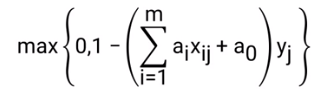 max{0,1 - (∑_{i=1}^{m} a_i x_{ij} + a_0) y_j}